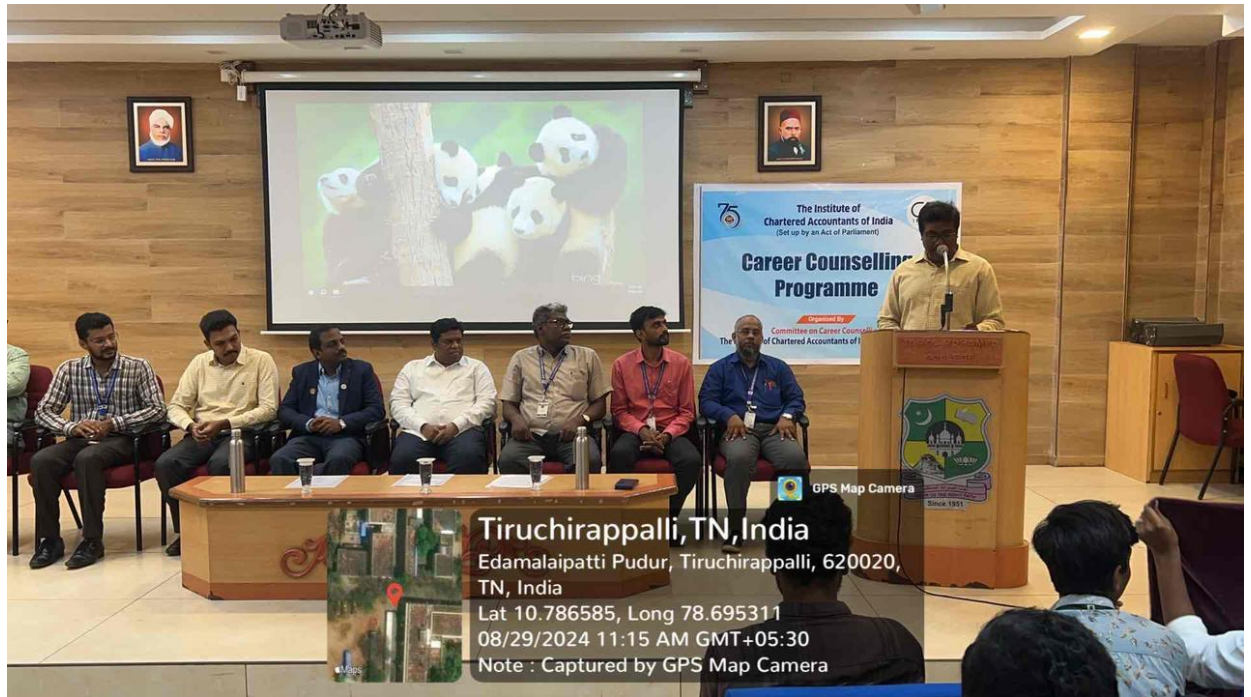 bing
75
The Institute of
Chartered Accountants of India
(Set up by an Act of Parliament)
Career Counselling
Programme
Organised By
Committee on Career
The of Chartered Accountants of
Since 1951
GPS Map Camera
Tiruchirappalli,TN,India
Edamalaipatti Pudur, Tiruchirappalli, 620020,
TN, India
Lat 10.786585, Long 78.695311
08/29/2024 11:15 AM GMT+05:30
Note : Captured by GPS Map Camera
Maps